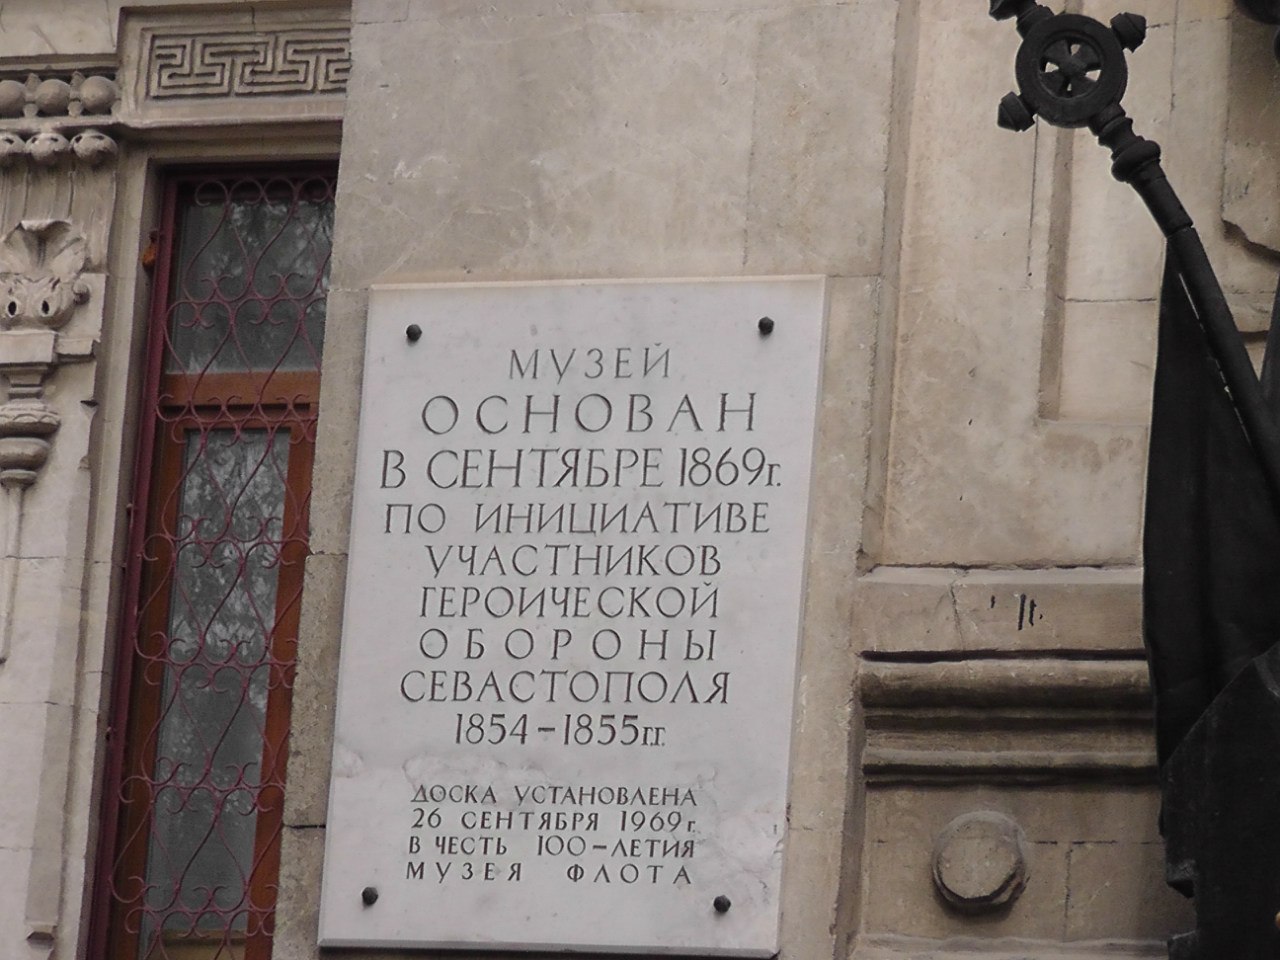 МУЗЕЙ
ОСНОВАН
В СЕНТЯБРЕ 1869г.
ПО ИНИЦИАТИВЕ
УЧАСТНИКОВ
ГЕРОИЧЕСКОЙ
ОБОРОНЫ
СЕВАСТОПОЛЯ
1854-1855г.г.
ДОСКА УСТАНОВЛЕНА
26 СЕНТЯБРЯ 1969г.
В ЧЕСТЬ 100-ЛЕТИЯ
МУЗЕЯ ФЛОТА